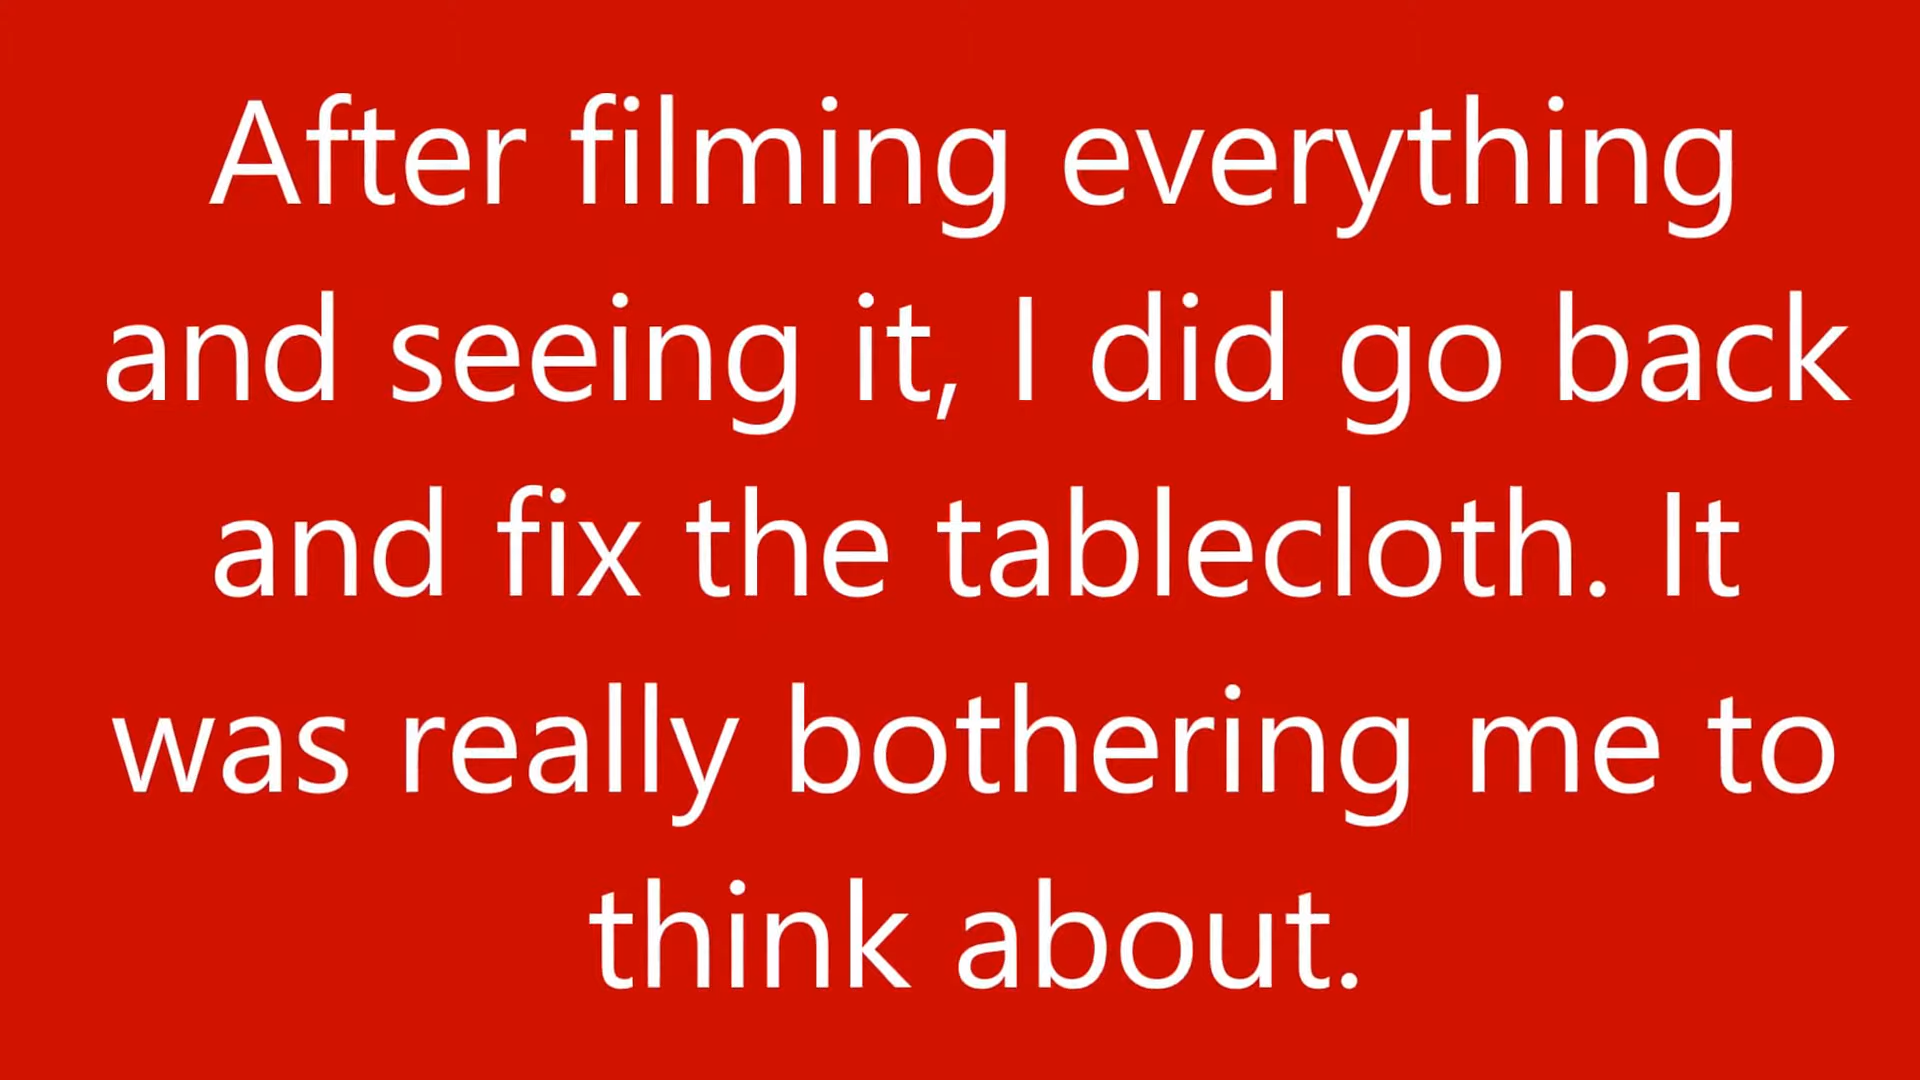 After filming everything
and seeing it, I did go back
and fix the tablecloth. It
was really bothering me to
think about.